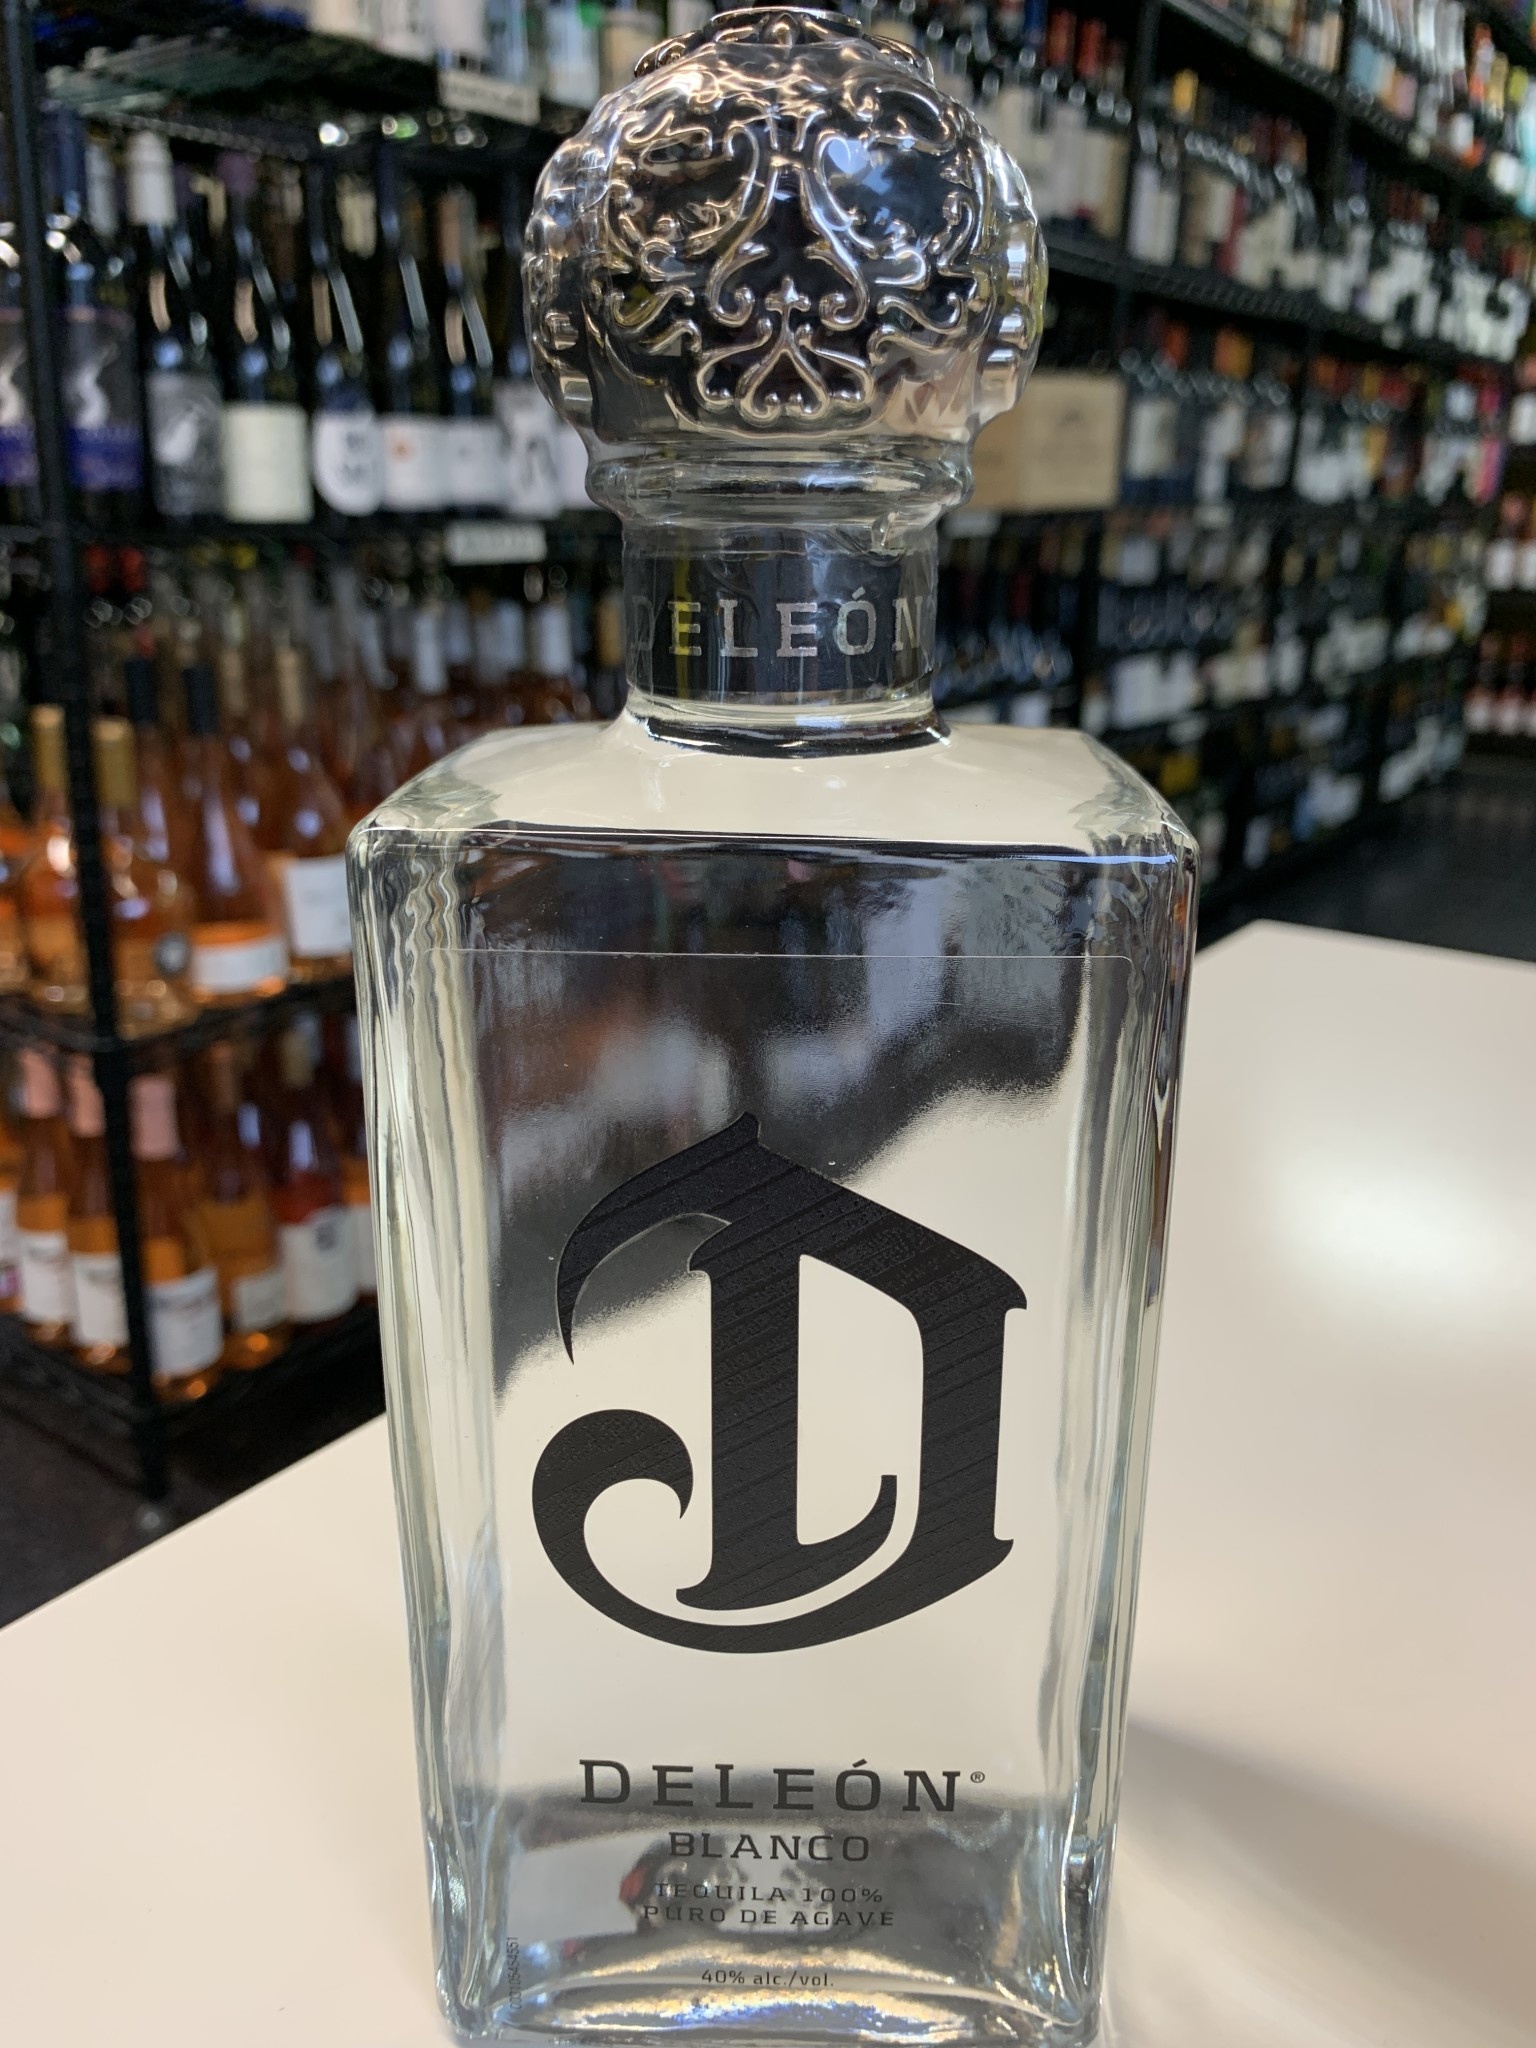 DELEÓN
DELEÓN®
BLANCO
TEQUILA 100%
PURO DE AGAVE
40% alc./vol.